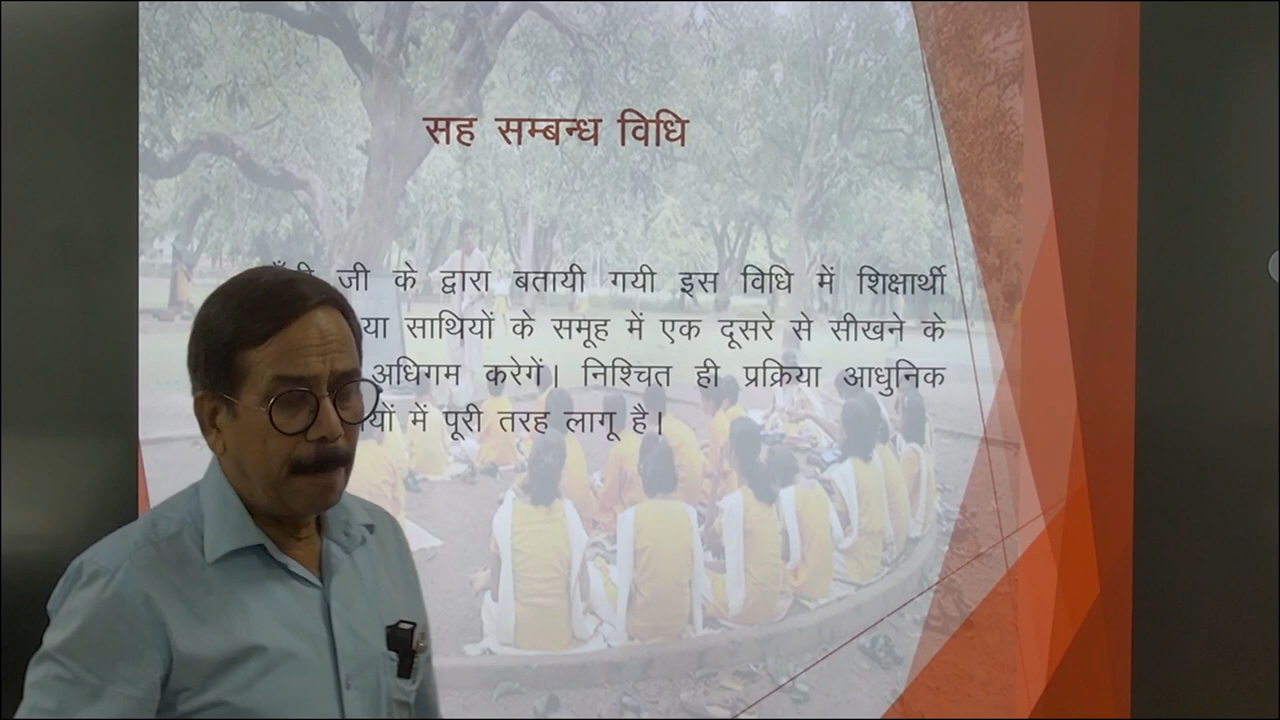 सह सम्बन्ध विधि
जी के द्वारा बतायी गयी इस विधि में शिक्षार्थी
या साथियों के समूह में एक दूसरे से सीखने के
अधिगम करेगें। निश्चित ही प्रक्रिया आधुनिक
में पूरी तरह लागू है।